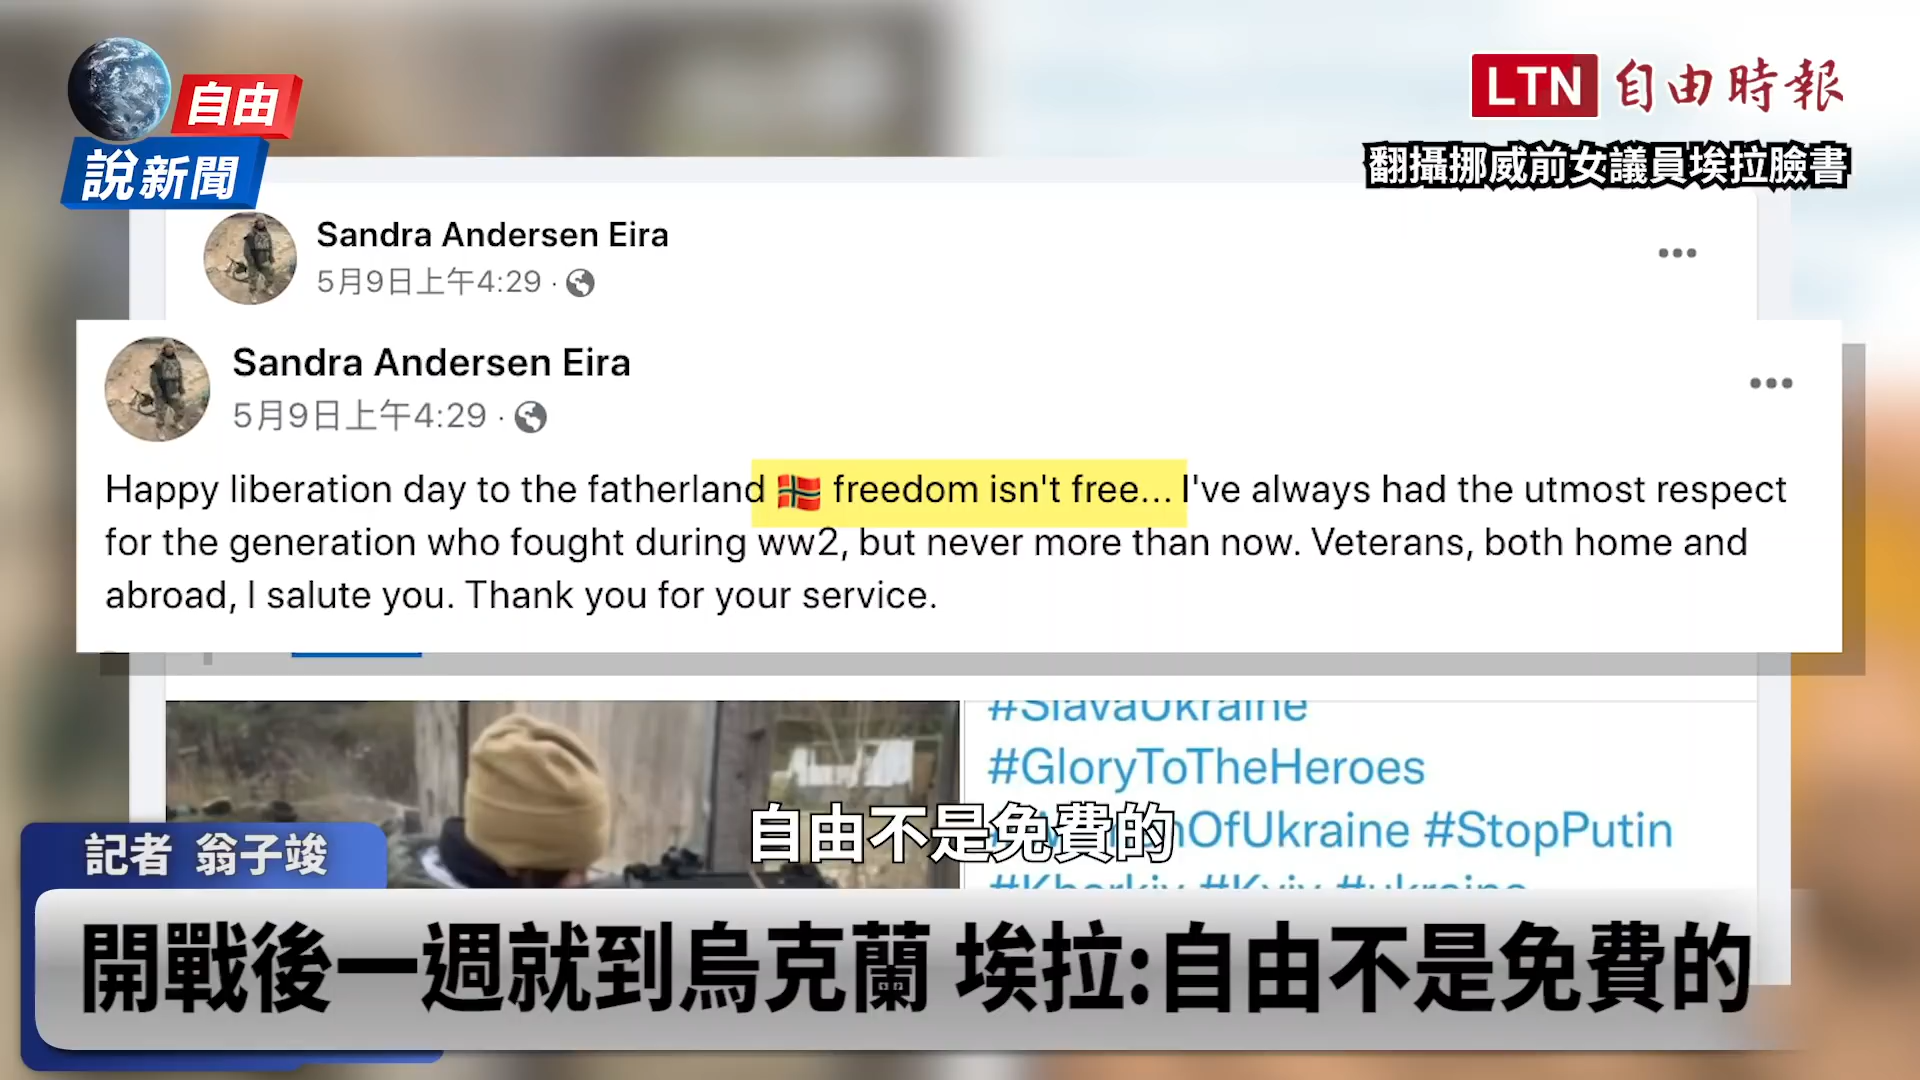 自由
說新聞
LTN 自由時報
翻攝挪威前女議員埃拉臉書
Sandra Andersen Eira
5月9日上午4:29 ·
Sandra Andersen Eira
5月9日上午4:29 ·
Happy liberation day to the fatherland 🇳🇴 freedom isn't free... I've always had the utmost respect
for the generation who fought during ww2, but never more than now. Veterans, both home and
abroad, I salute you. Thank you for your service.
#SlavaUkraine
#GloryToTheHeroes
#StopPutin
#Kharkiv #Kyiv #ukraine
自由不是免費的
記者 翁子竣
開戰後一週就到烏克蘭 埃拉:自由不是免費的